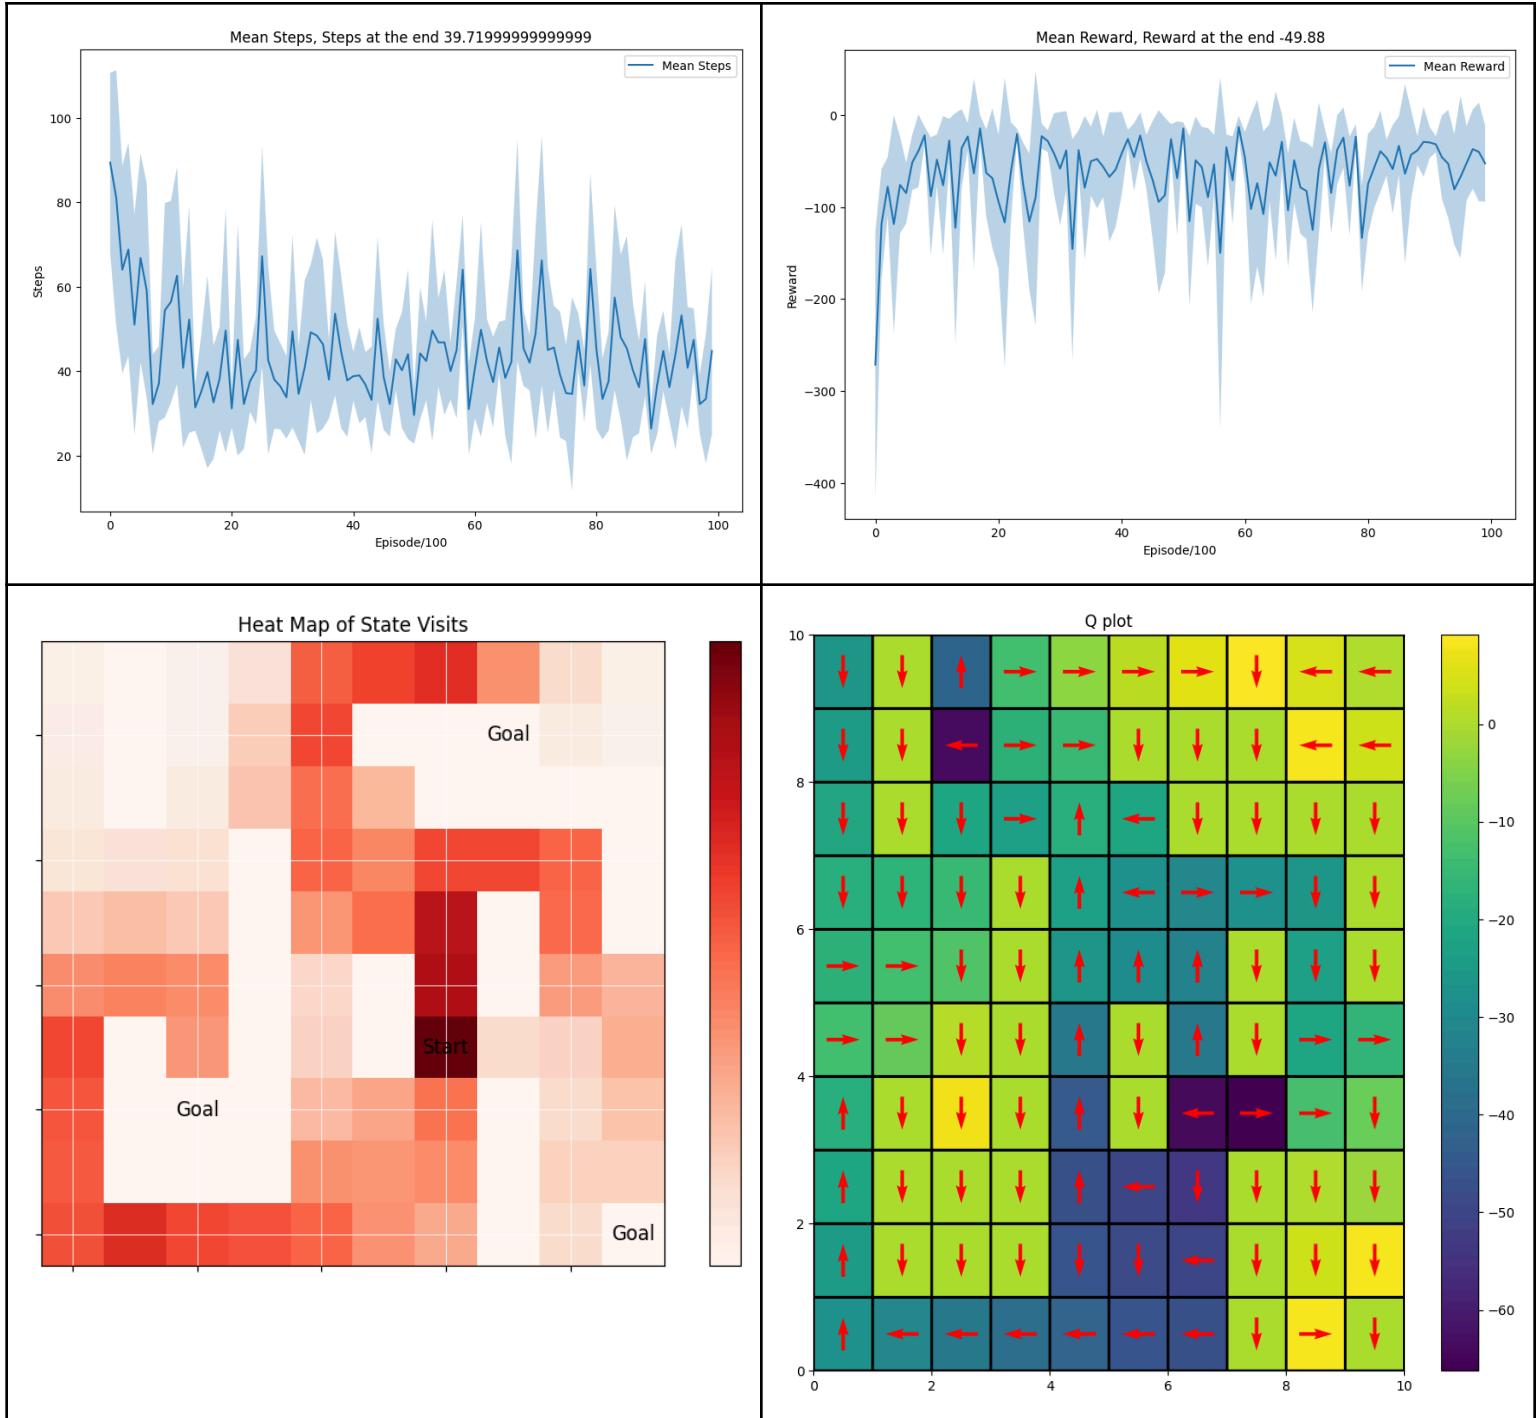 Mean Steps, Steps at the end 39.71999999999999
Mean Steps
100
80
60
40
20
Steps
0
20
40
60
80
100
Episode/100
Mean Reward, Reward at the end -49.88
Mean Reward
0
−100
−200
−300
−400
Reward
0
20
40
60
80
100
Episode/100
Heat Map of State Visits
Goal
Start
Goal
Goal
Q plot
10
8
6
4
2
0
0
2
4
6
8
10
0
−10
−20
−30
−40
−50
−60